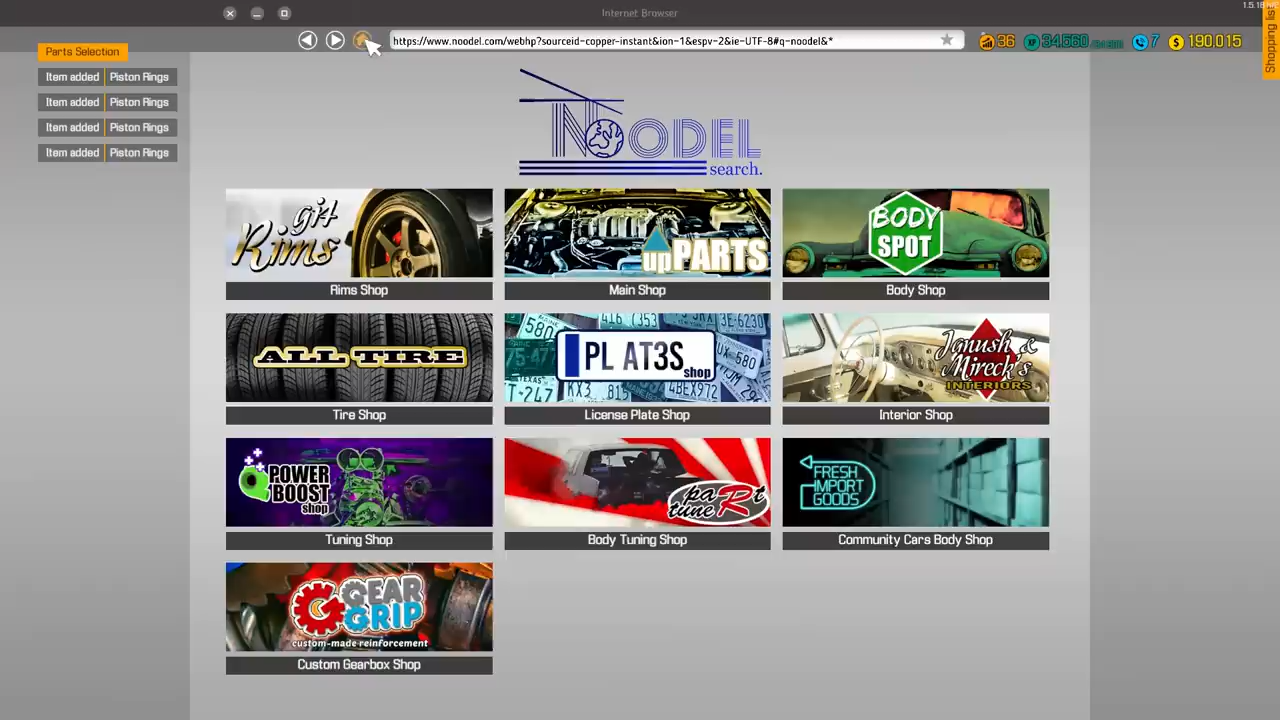 Internet Browser
1.5.18
https://www.noodel.com/webhp?sourceid-copper-instant&ion-1&espv-2&ie-UTF-8#q-noodel&*
36
XP 34,560
7
$ 190,015
Shopping list
Parts Selection
Item added Piston Rings
Item added Piston Rings
Item added Piston Rings
Item added Piston Rings
NOODEL
search.
gj4
Rims
Rims Shop
upPARTS
Main Shop
BODY
SPOT
Body Shop
ALL TIRE
Tire Shop
PL AT3S
shop
License Plate Shop
Janush &
Mireck's
INTERIORS
Interior Shop
POWER
BOOST
shop
Tuning Shop
paRt
tuneR
Body Tuning Shop
FRESH
IMPORT
GOODS
Community Cars Body Shop
GEAR
GRIP
custom-made reinforcement
Custom Gearbox Shop